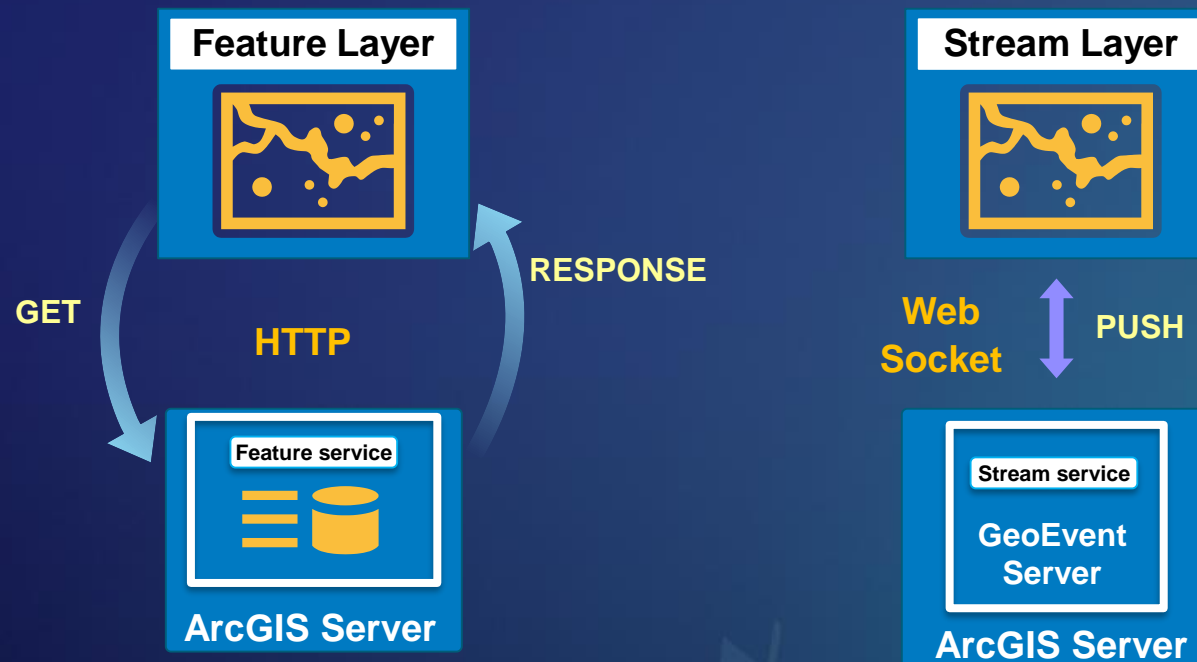 Feature Layer
GET
HTTP
RESPONSE
Feature service
ArcGIS Server
Stream Layer
Web
Socket
PUSH
Stream service
GeoEvent
Server
ArcGIS Server